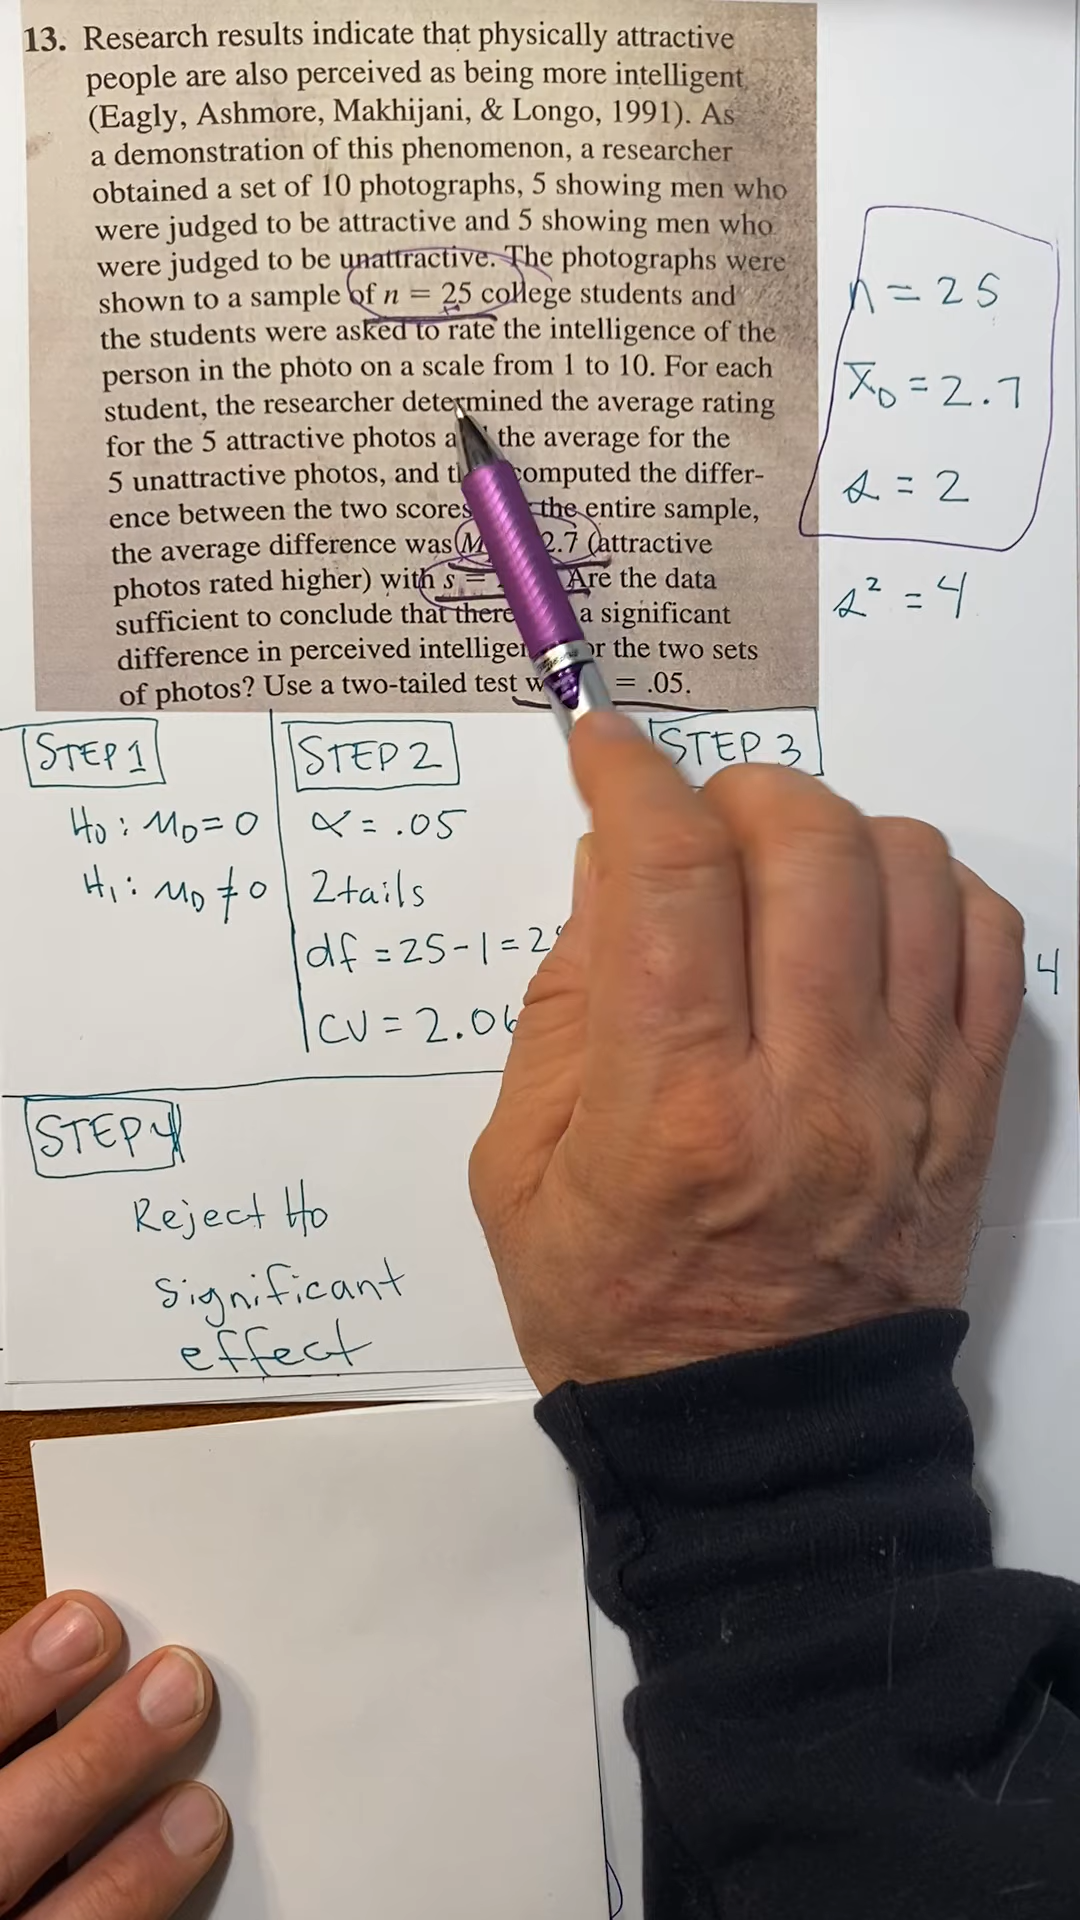 13. Research results indicate that physically attractive
people are also perceived as being more intelligent
(Eagly, Ashmore, Makhijani, & Longo, 1991). As
a demonstration of this phenomenon, a researcher
obtained a set of 10 photographs, 5 showing men who
were judged to be attractive and 5 showing men who
were judged to be unattractive. The photographs were
shown to a sample of n = 25 college students and
the students were asked to rate the intelligence of the
person in the photo on a scale from 1 to 10. For each
student, the researcher determined the average rating
for the 5 attractive photos a the average for the
5 unattractive photos, and computed the differ-
ence between the two scores the entire sample,
the average difference was M 2.7 (attractive
photos rated higher) with s = Are the data
sufficient to conclude that there a significant
difference in perceived intelligen or the two sets
of photos? Use a two-tailed test w = .05.
n = 25
x̄D = 2.7
s = 2
s² = 4
STEP 1
H0 : MD = 0
H1 : MD ≠ 0
STEP 2
α = .05
2tails
df = 25 - 1 = 2
CV = 2.06
STEP 3
4
STEP 4
Reject Ho
Significant
effect